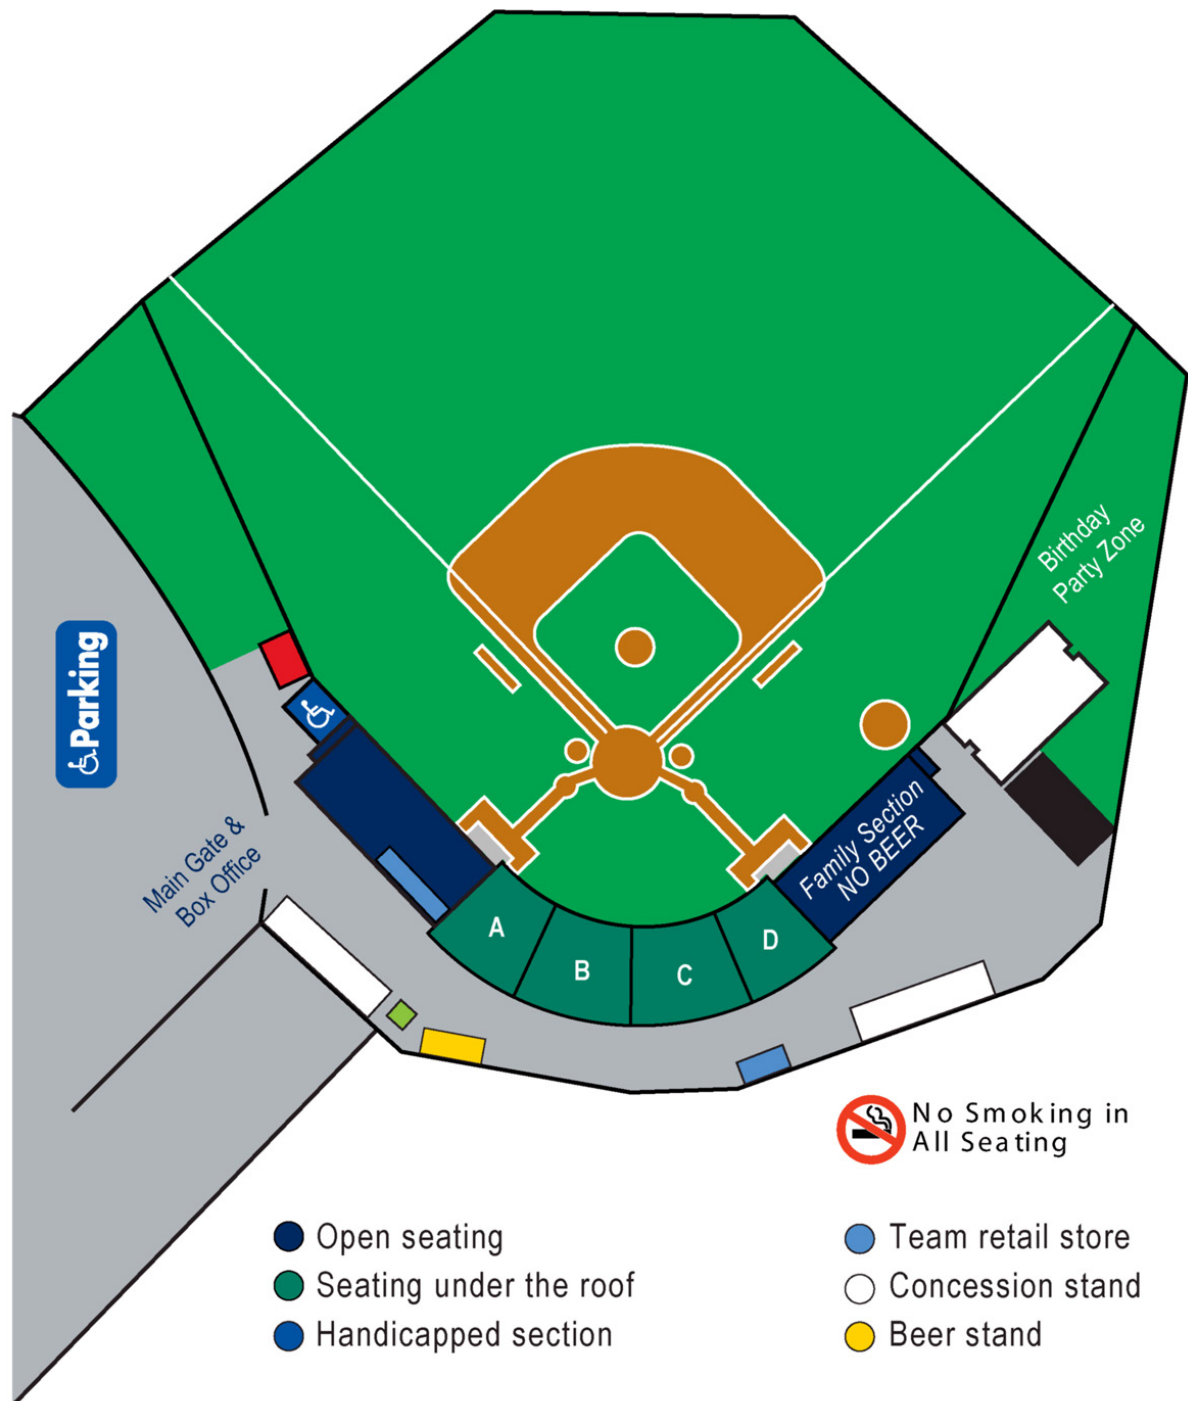 Birthday
Party Zone
Parking
Main Gate &
Box Office
Family Section
NO BEER
A
B
C
D
No Smoking in
All Seating
Open seating
Seating under the roof
Handicapped section
Team retail store
Concession stand
Beer stand